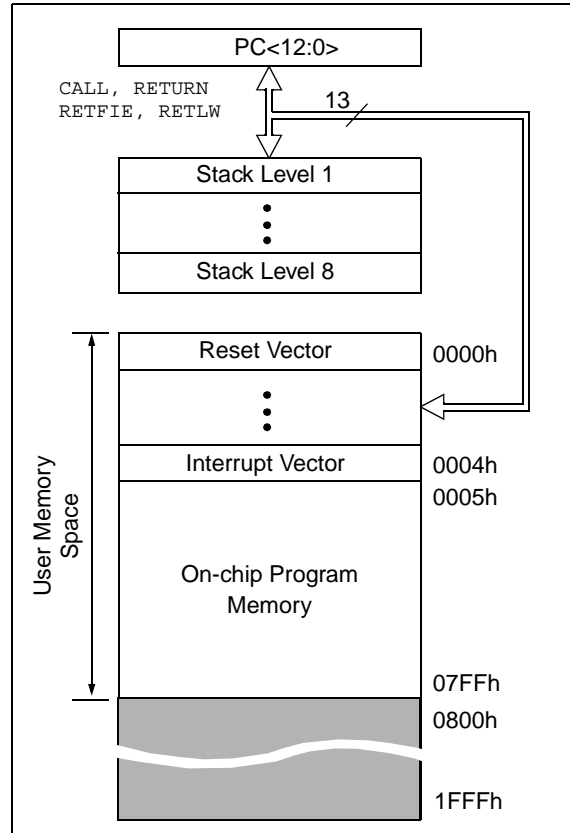 PC<12:0>
CALL, RETURN
RETFIE, RETLW
13
Stack Level 1
Stack Level 8
Reset Vector
0000h
Interrupt Vector
0004h
0005h
User Memory
Space
On-chip Program
Memory
07FFh
0800h
1FFFh